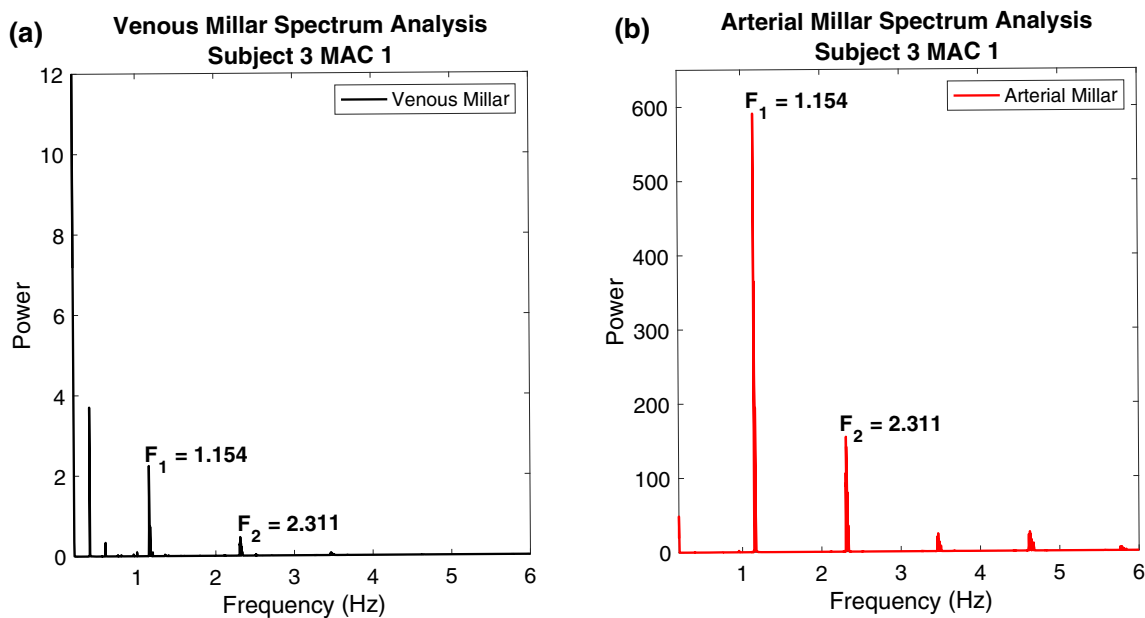 (a)
Venous Millar Spectrum Analysis
Subject 3 MAC 1
12
10
8
6
4
2
0
Power
Venous Millar
F1 = 1.154
F2 = 2.311
1 2 3 4 5 6
Frequency (Hz)
(b)
Arterial Millar Spectrum Analysis
Subject 3 MAC 1
600
500
400
300
200
100
0
Power
Arterial Millar
F1 = 1.154
F2 = 2.311
1 2 3 4 5 6
Frequency (Hz)